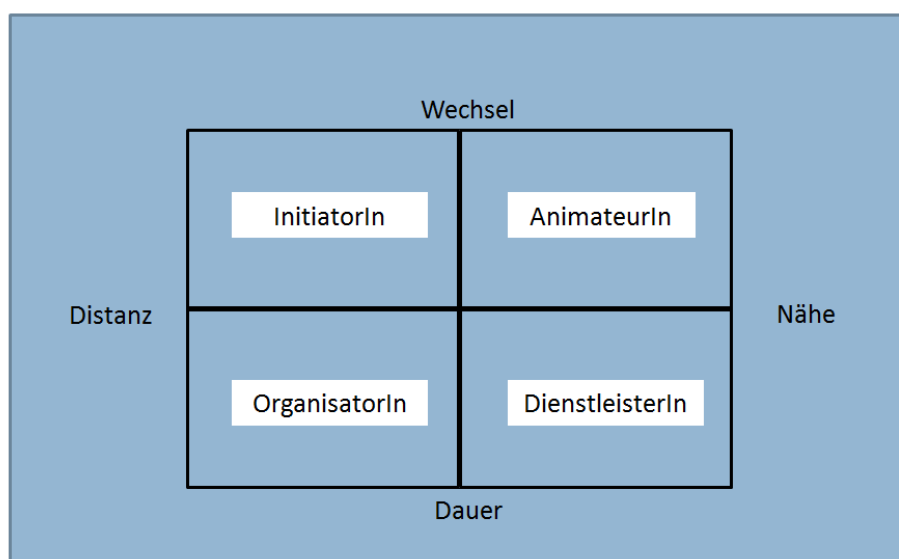 Wechsel
InitiatorIn
AnimateurIn
Distanz
Nähe
OrganisatorIn
DienstleisterIn
Dauer